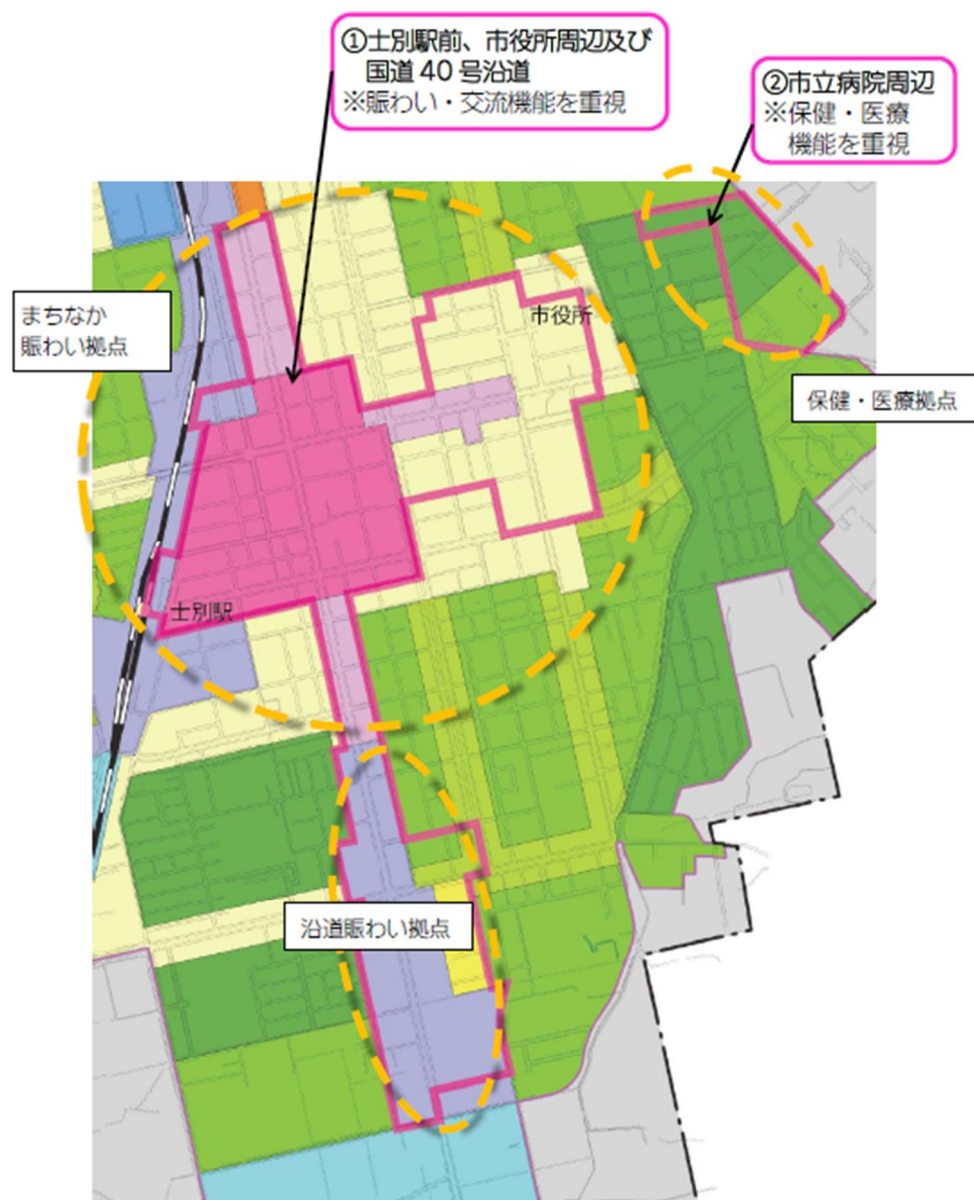 ①士別駅前、市役所周辺及び
国道40号沿道
※賑わい・交流機能を重視
②市立病院周辺
※保健・医療
機能を重視
まちなか
賑わい拠点
市役所
保健・医療拠点
士別駅
沿道賑わい拠点